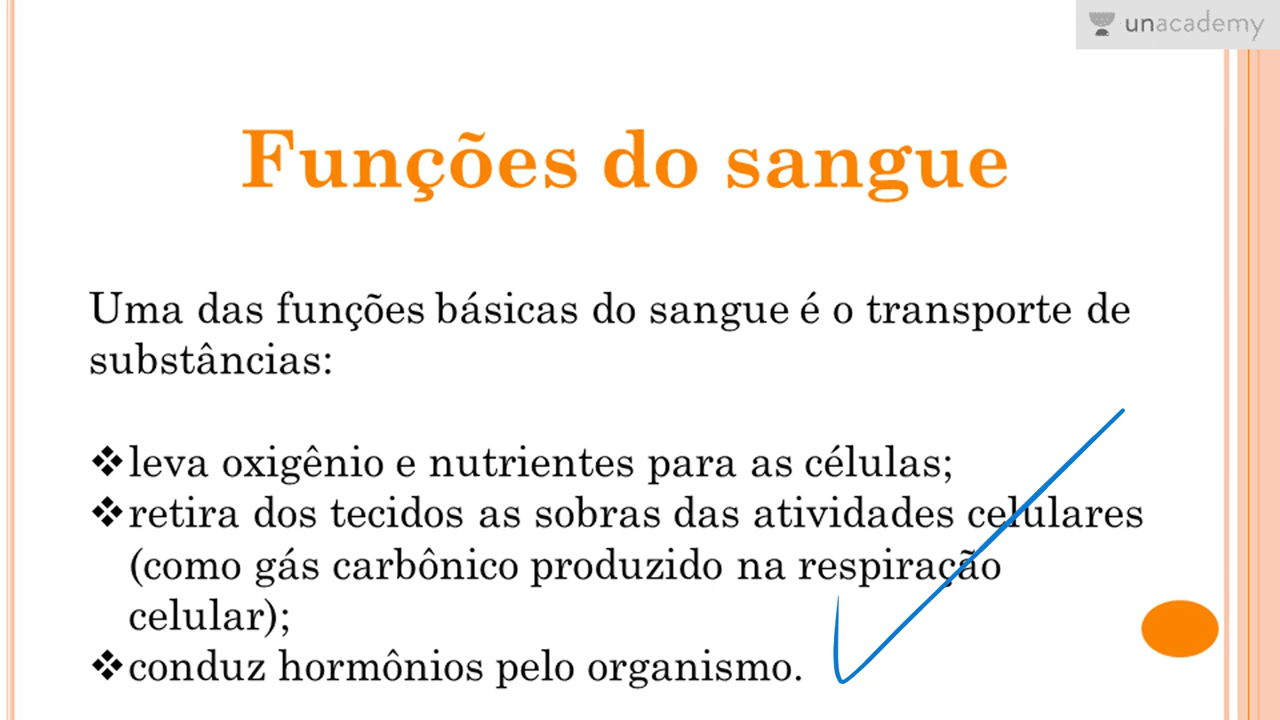 unacademy
Funções do sangue
Uma das funções básicas do sangue é o transporte de
substâncias:
❖leva oxigênio e nutrientes para as células;
❖retira dos tecidos as sobras das atividades celulares
(como gás carbônico produzido na respiração
celular);
❖conduz hormônios pelo organismo.